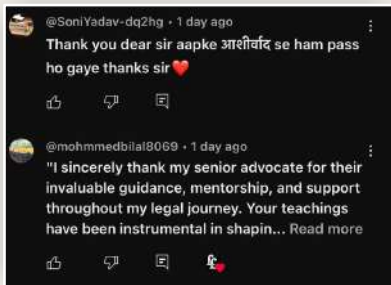 @SoniYadav-dq2hg • 1 day ago
Thank you dear sir aapke आशीर्वाद se ham pass
ho gaye thanks sir❤️
@mohmmedbilal8069 • 1 day ago
"I sincerely thank my senior advocate for their
invaluable guidance, mentorship, and support
throughout my legal journey. Your teachings
have been instrumental in shapin... Read more